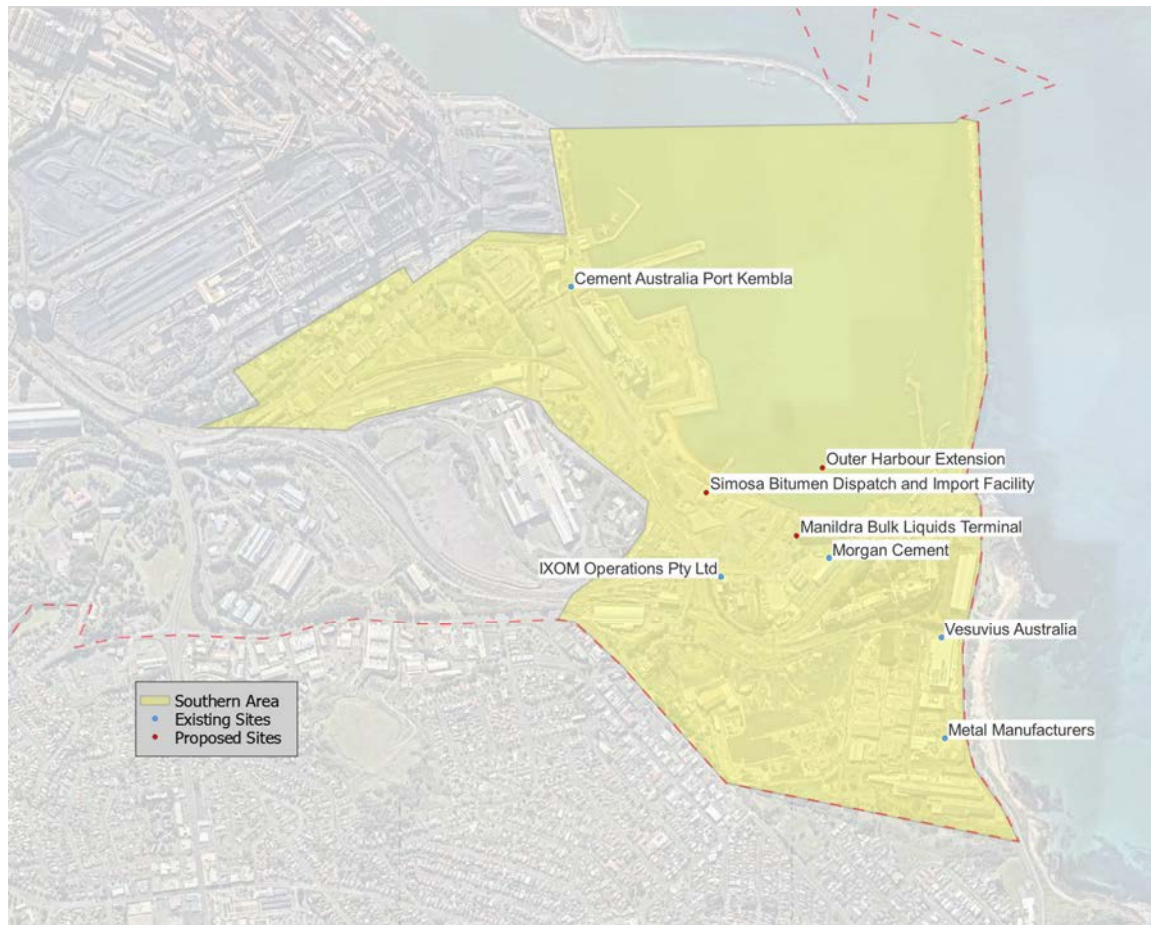 Cement Australia Port Kembla
Outer Harbour Extension
Simosa Bitumen Dispatch and Import Facility
Manildra Bulk Liquids Terminal
Morgan Cement
IXOM Operations Pty Ltd
Vesuvius Australia
Southern Area
Existing Sites
Proposed Sites
Metal Manufacturers